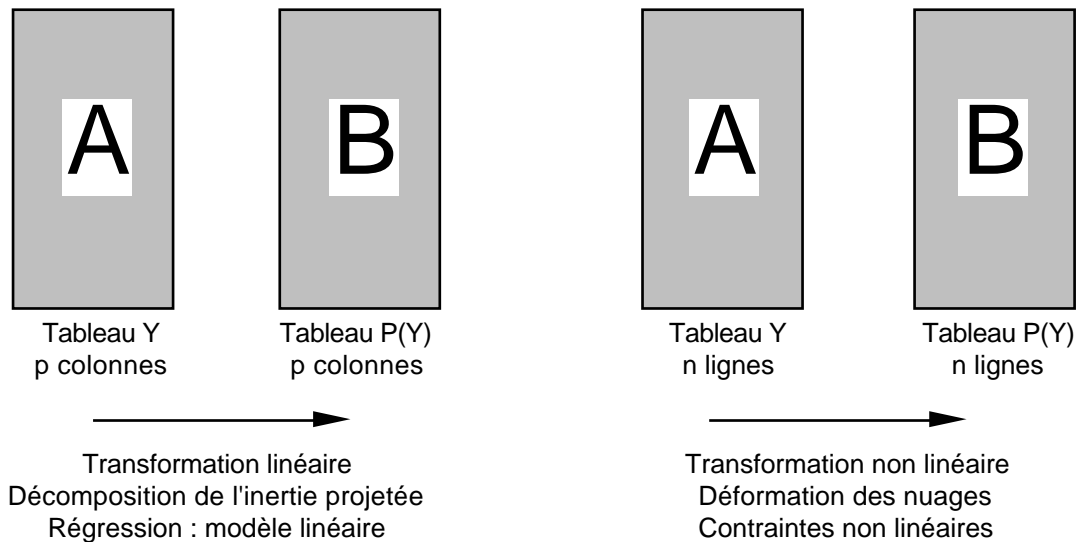 A
B
Tableau Y
p colonnes
Tableau P(Y)
p colonnes
Transformation linéaire
Décomposition de l'inertie projetée
Régression : modèle linéaire
A
B
Tableau Y
n lignes
Tableau P(Y)
n lignes
Transformation non linéaire
Déformation des nuages
Contraintes non linéaires